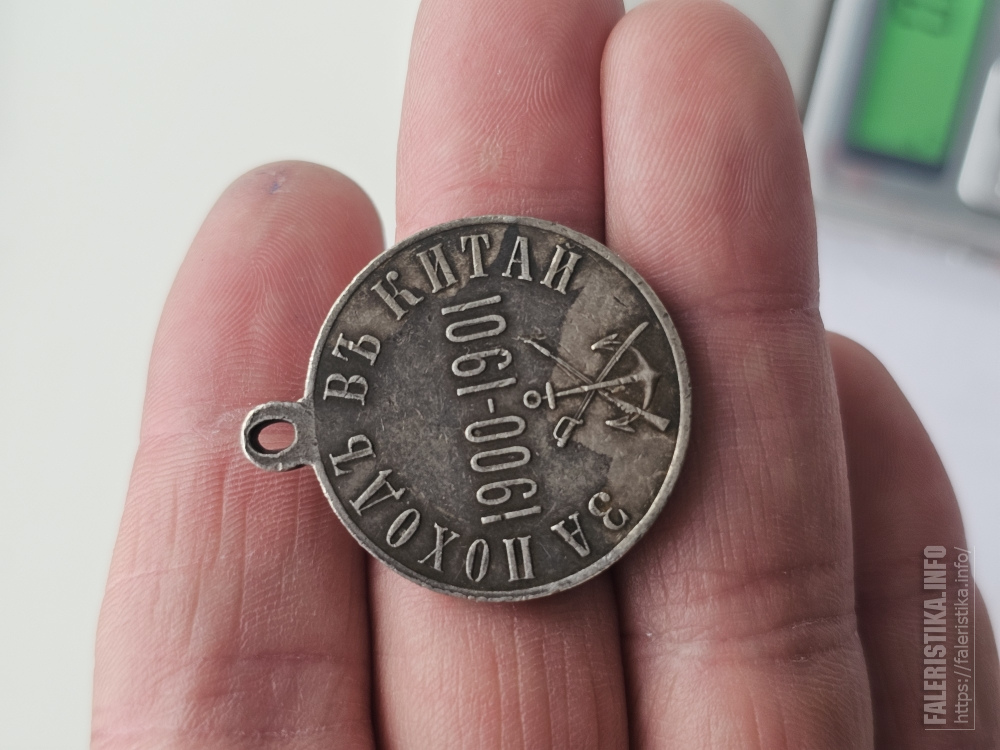 ЗА ПОХОДЪ ВЪ КИТАЙ
1900-1901
FALERISTIKA.INFO
https://faleristika.info/